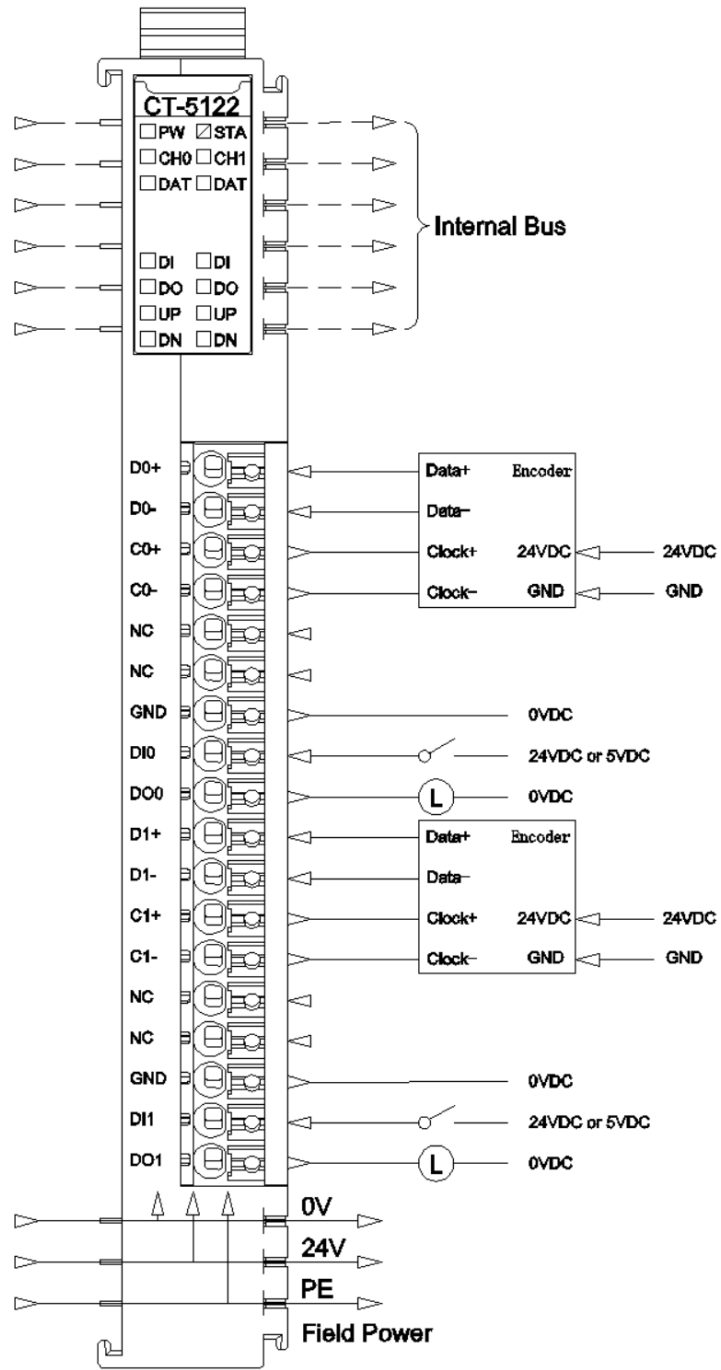 CT-5122
PW STA
CH0 CH1
DAT DAT
Internal Bus
DI DI
DO DO
UP UP
DN DN
D0+ Data+ Encoder
D0- Data-
C0+ Clock+ 24VDC 24VDC
C0- Clock- GND GND
NC
NC
GND 0VDC
DI0 24VDC or 5VDC
DO0 L 0VDC
D1+ Data+ Encoder
D1- Data-
C1+ Clock+ 24VDC 24VDC
C1- Clock- GND GND
NC
NC
GND 0VDC
DI1 24VDC or 5VDC
DO1 L 0VDC
0V
24V
PE
Field Power